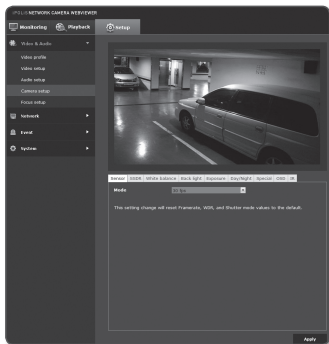 iPOLiS NETWORK CAMERA WEBVIEWER
Monitoring Playback Setup
Video & Audio
Video profile
Video setup
Audio setup
Camera setup
Focus setup
Network
Event
System
Sensor SSDR White balance Back light Exposure Day/Night Special OSD IR
Mode
This setting change will reset Framerate, WDR, and Shutter mode values to the default.
Apply